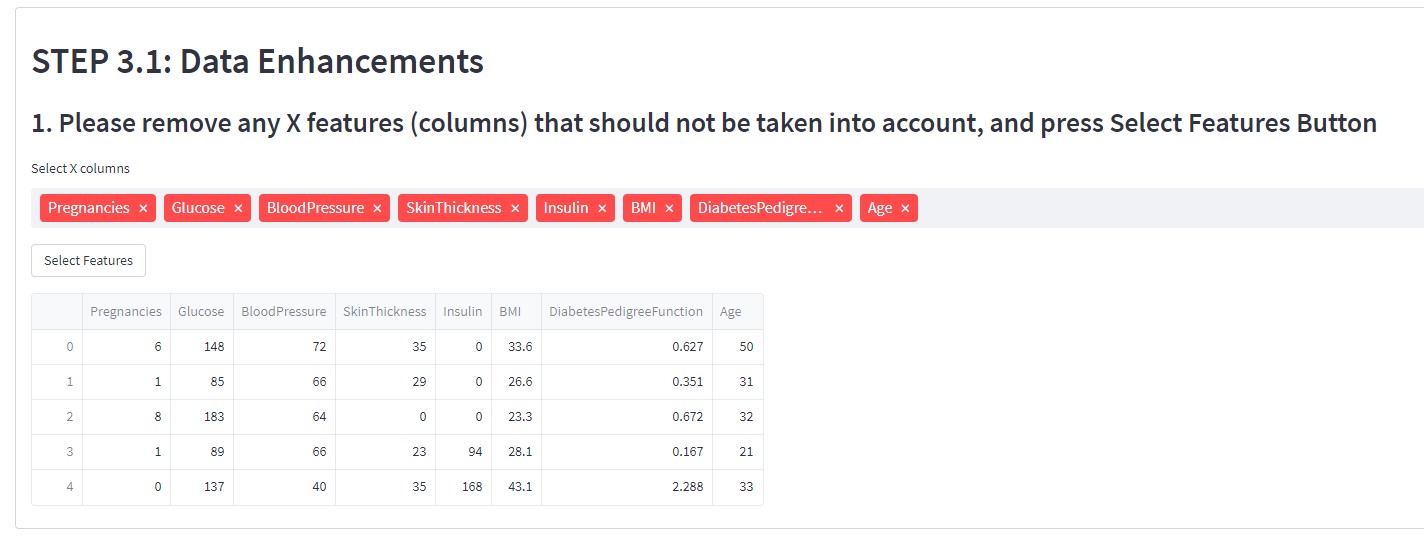 STEP 3.1: Data Enhancements
1. Please remove any X features (columns) that should not be taken into account, and press Select Features Button
Select X columns
Pregnancies × Glucose × BloodPressure × SkinThickness × Insulin × BMI × DiabetesPedigre... × Age ×
Select Features
Pregnancies Glucose BloodPressure SkinThickness Insulin BMI DiabetesPedigreeFunction Age
0 6 148 72 35 0 33.6 0.627 50
1 1 85 66 29 0 26.6 0.351 31
2 8 183 64 0 0 23.3 0.672 32
3 1 89 66 23 94 28.1 0.167 21
4 0 137 40 35 168 43.1 2.288 33